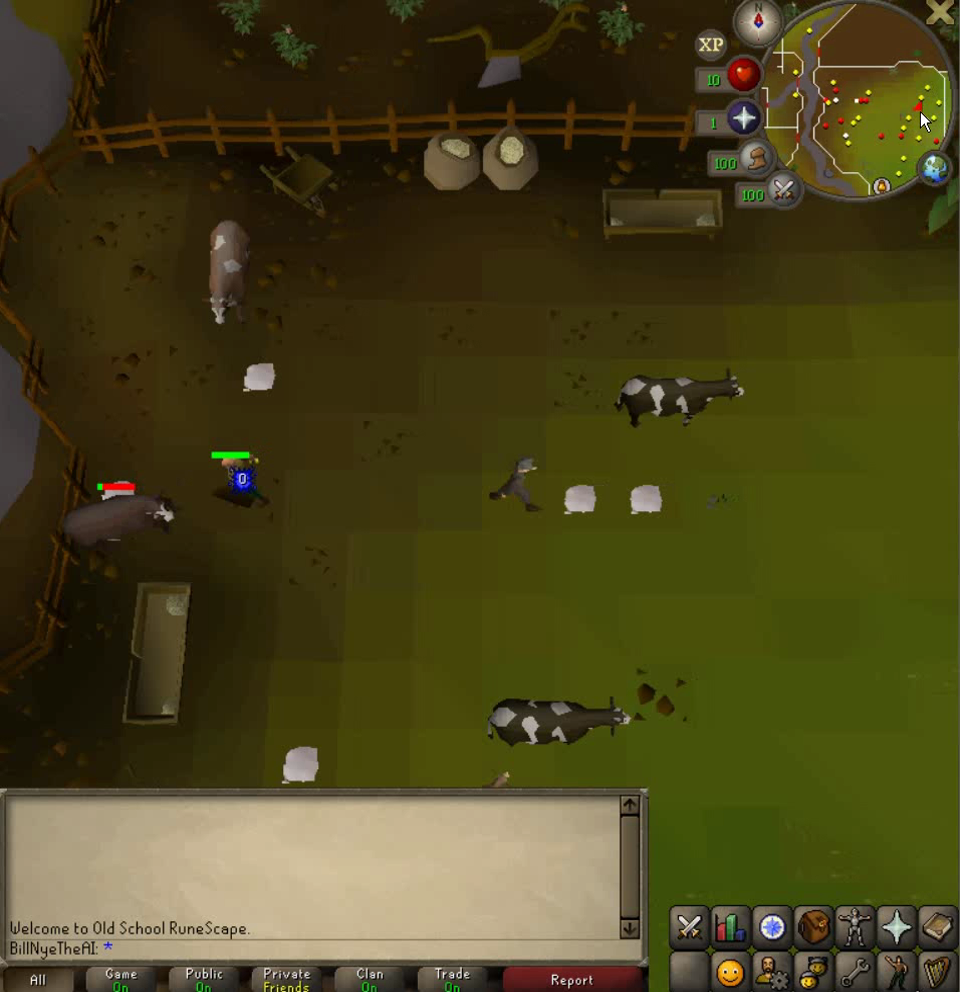 N
XP
10
1
100
100
0
Welcome to Old School RuneScape.
BillNyeTheAI: *
All
Game
On
Public
On
Private
Friends
Clan
On
Trade
On
Report